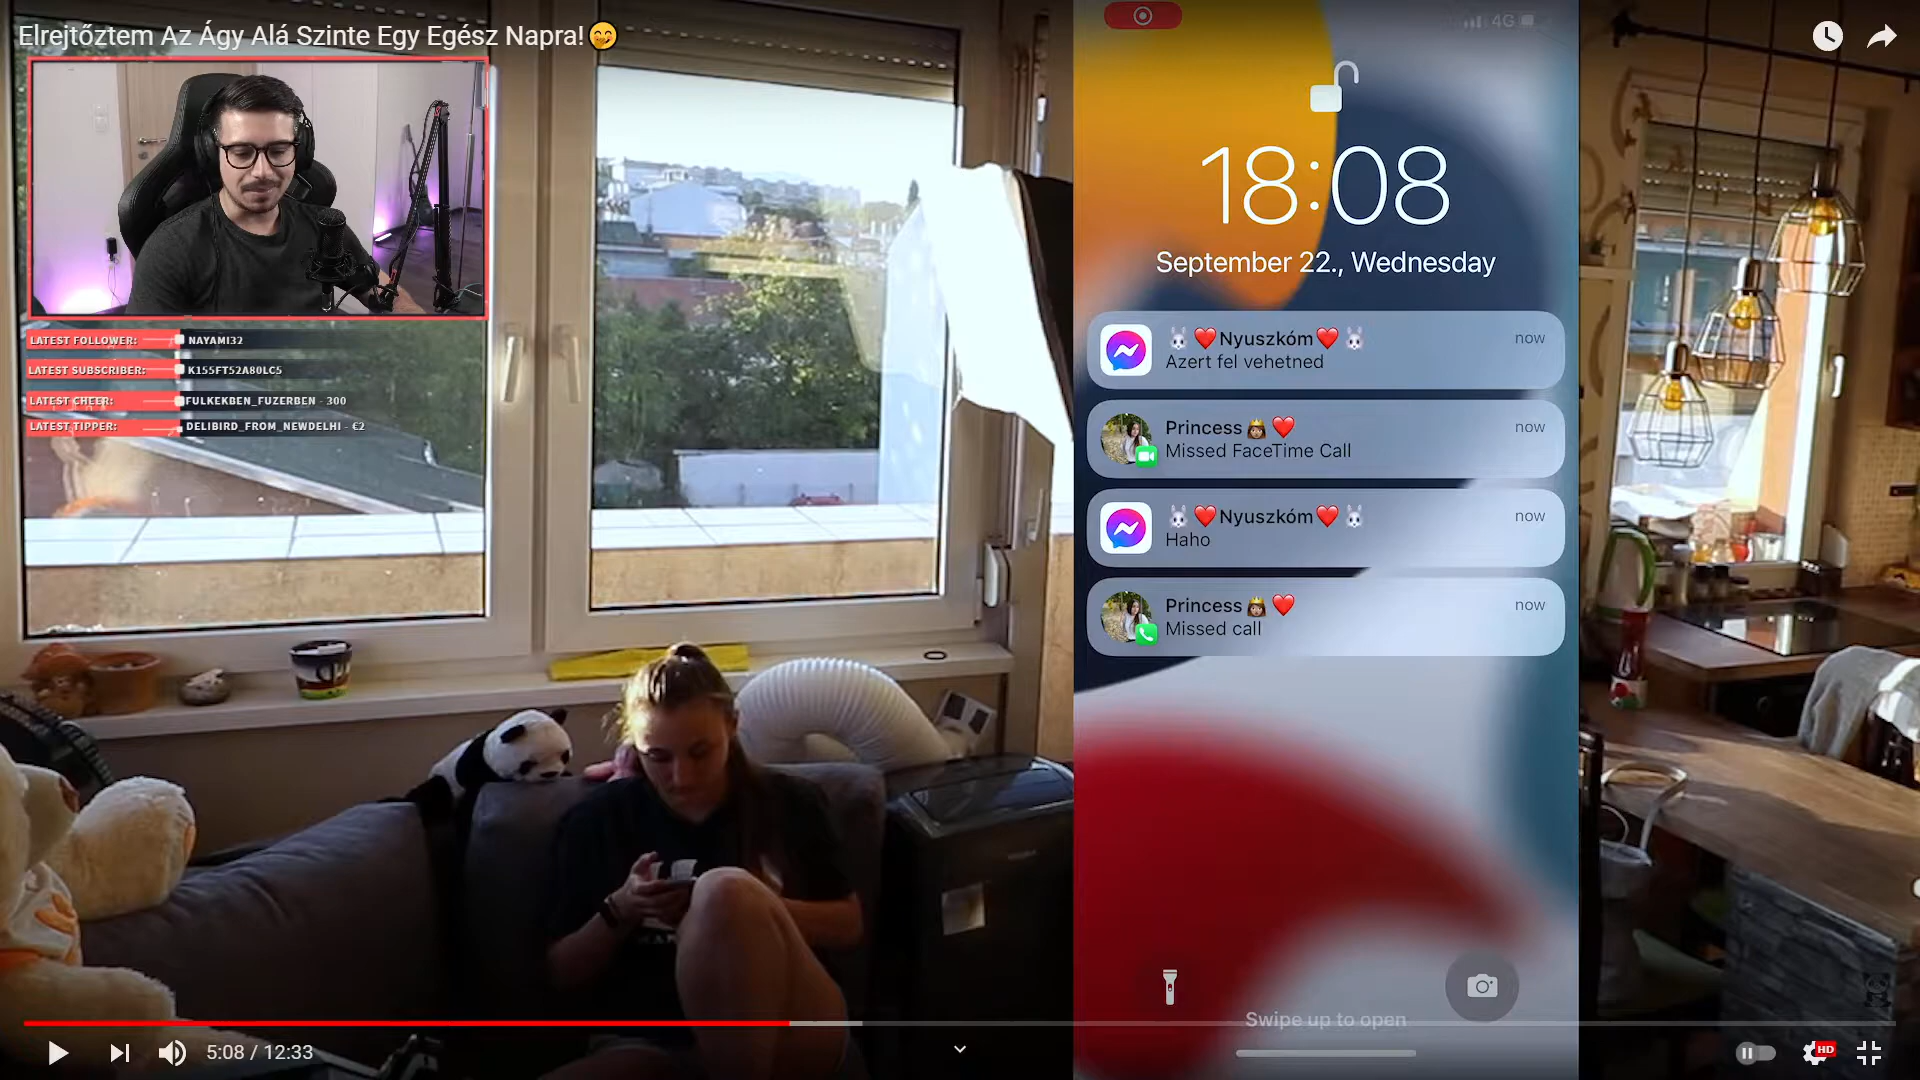 Elrejtőztem Az Ágy Alá Szinte Egy Egész Napra!🤭
LATEST FOLLOWER: NAYAMI32
LATEST SUBSCRIBER: K155FT52A80LC5
LATEST CHEER: FULKEKBEN_FUZERBEN - 300
LATEST TIPPER: DELIBIRD_FROM_NEWDELHI - €2
4G
18:08
September 22., Wednesday
🐰❤️Nyuszkóm❤️🐰 now
Azert fel vehetned
Princess👸🏽❤️ now
Missed FaceTime Call
🐰❤️Nyuszkóm❤️🐰 now
Haho
Princess👸🏽❤️ now
Missed call
Swipe up to open
5:08 / 12:33
HD